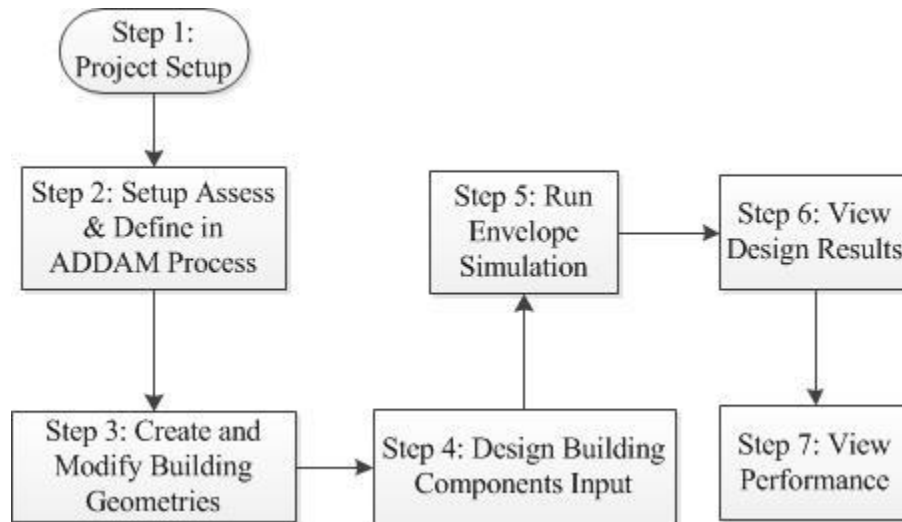 Step 1:
Project Setup
Step 2: Setup Assess
& Define in
ADDAM Process
Step 3: Create and
Modify Building
Geometries
Step 4: Design Building
Components Input
Step 5: Run
Envelope
Simulation
Step 6: View
Design Results
Step 7: View
Performance